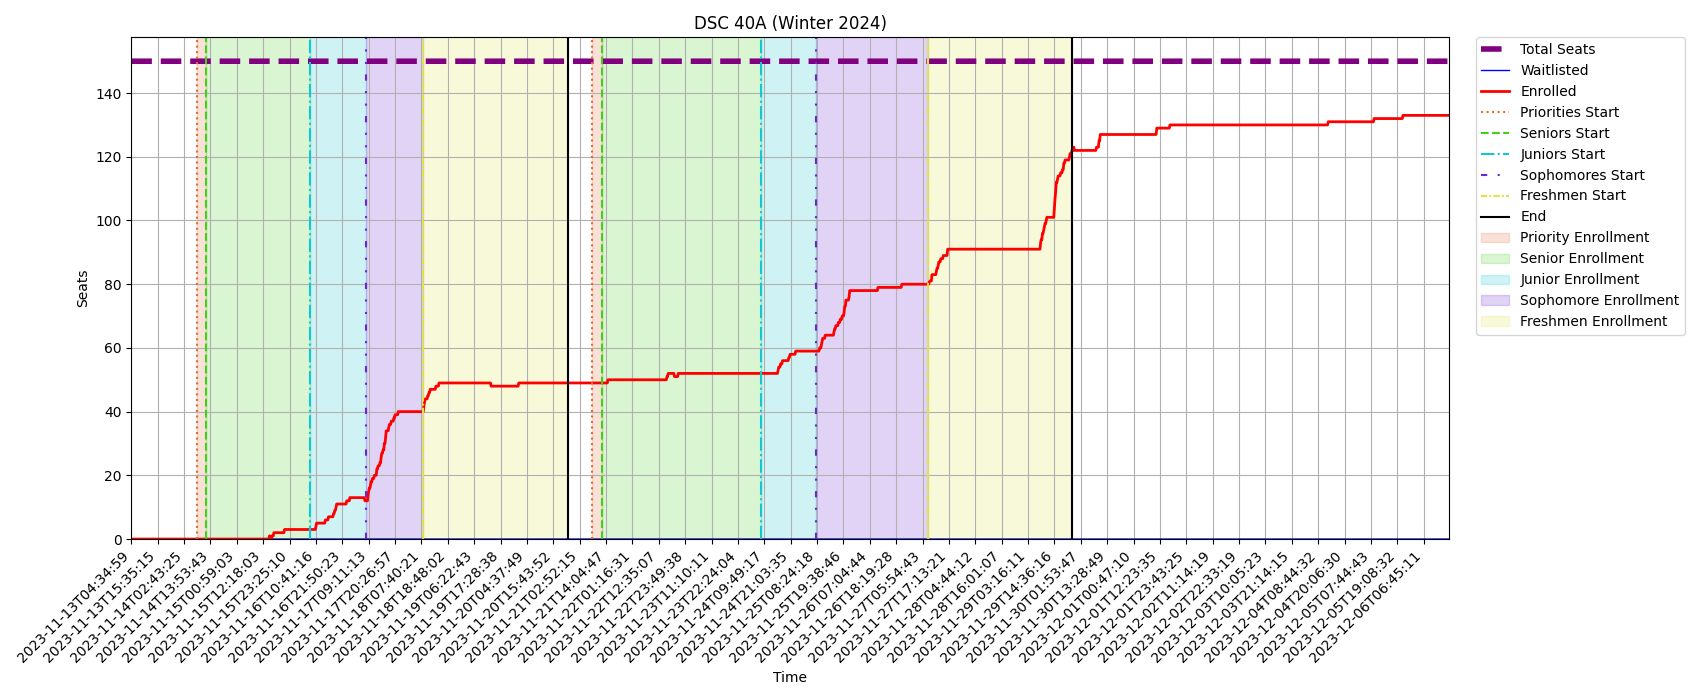 DSC 40A (Winter 2024)
Total Seats
Waitlisted
Enrolled
Priorities Start
Seniors Start
Juniors Start
Sophomores Start
Freshmen Start
End
Priority Enrollment
Senior Enrollment
Junior Enrollment
Sophomore Enrollment
Freshmen Enrollment
Seats
140
120
100
80
60
40
20
0
2023-11-13T04:34:59
2023-11-13T15:35:15
2023-11-14T02:43:25
2023-11-14T13:53:43
2023-11-15T00:59:03
2023-11-15T12:18:03
2023-11-15T23:25:10
2023-11-16T10:41:16
2023-11-16T21:50:23
2023-11-17T09:11:13
2023-11-17T20:26:57
2023-11-18T07:40:21
2023-11-18T18:48:02
2023-11-19T06:22:43
2023-11-19T17:28:38
2023-11-20T04:37:49
2023-11-20T15:43:52
2023-11-21T02:52:15
2023-11-21T14:04:47
2023-11-22T01:16:31
2023-11-22T12:35:07
2023-11-22T23:49:38
2023-11-23T11:10:11
2023-11-23T22:24:04
2023-11-24T09:49:17
2023-11-24T21:03:35
2023-11-25T08:24:18
2023-11-25T19:38:46
2023-11-26T07:04:44
2023-11-26T18:19:28
2023-11-27T05:54:43
2023-11-27T17:13:21
2023-11-28T04:44:12
2023-11-28T16:01:07
2023-11-29T03:16:11
2023-11-29T14:36:16
2023-11-30T01:53:47
2023-11-30T13:28:49
2023-12-01T00:47:10
2023-12-01T12:23:35
2023-12-01T23:43:25
2023-12-02T11:14:19
2023-12-02T22:33:19
2023-12-03T10:05:23
2023-12-03T21:14:15
2023-12-04T08:44:32
2023-12-04T20:06:30
2023-12-05T07:44:43
2023-12-05T19:08:32
2023-12-06T06:45:11
Time